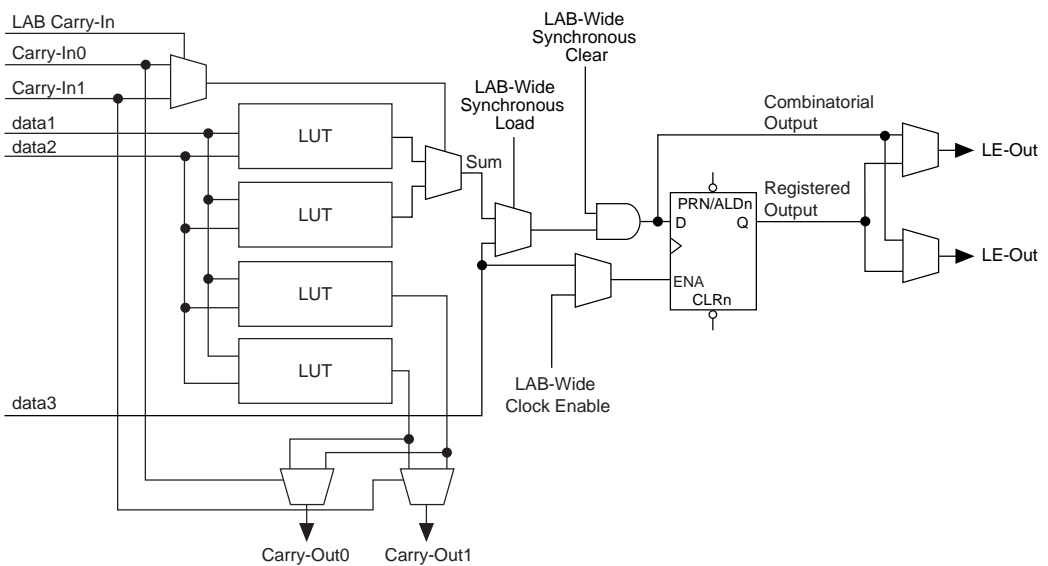 LAB Carry-In
Carry-In0
Carry-In1
data1
data2
data3
LUT
LUT
LUT
LUT
Sum
LAB-Wide
Synchronous
Load
LAB-Wide
Synchronous
Clear
LAB-Wide
Clock Enable
PRN/ALDn
D
Q
ENA
CLRn
Combinatorial
Output
Registered
Output
LE-Out
LE-Out
Carry-Out0
Carry-Out1